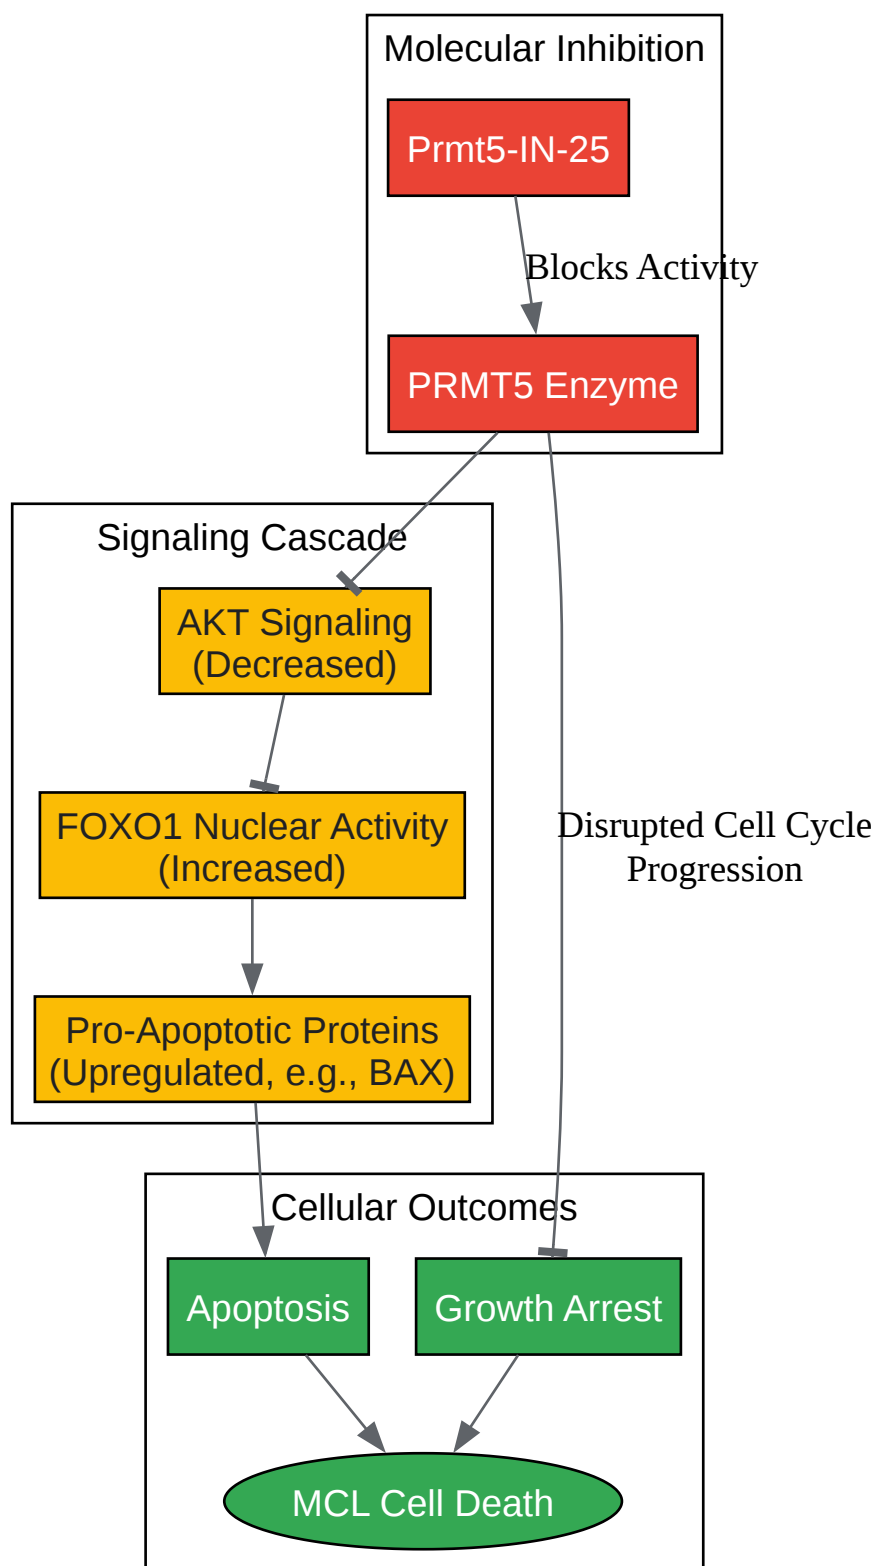 Molecular Inhibition
Prmt5-IN-25
Blocks Activity
PRMT5 Enzyme
Signaling Cascade
AKT Signaling
(Decreased)
FOXO1 Nuclear Activity
(Increased)
Disrupted Cell Cycle
Progression
Pro-Apoptotic Proteins
(Upregulated, e.g., BAX)
Cellular Outcomes
Apoptosis
Growth Arrest
MCL Cell Death